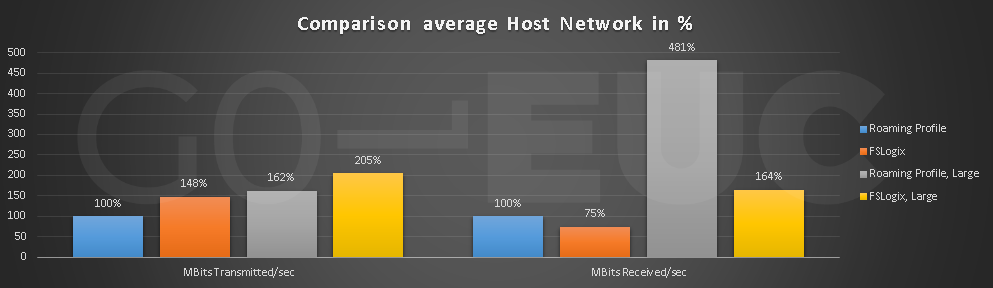 Comparison average Host Network in %
500
450
400
350
300
250
200
150
100
50
0
100%
148%
162%
205%
100%
75%
481%
164%
MBits Transmitted/sec
MBits Received/sec
Roaming Profile
FSLogix
Roaming Profile, Large
FSLogix, Large
GO-EUC